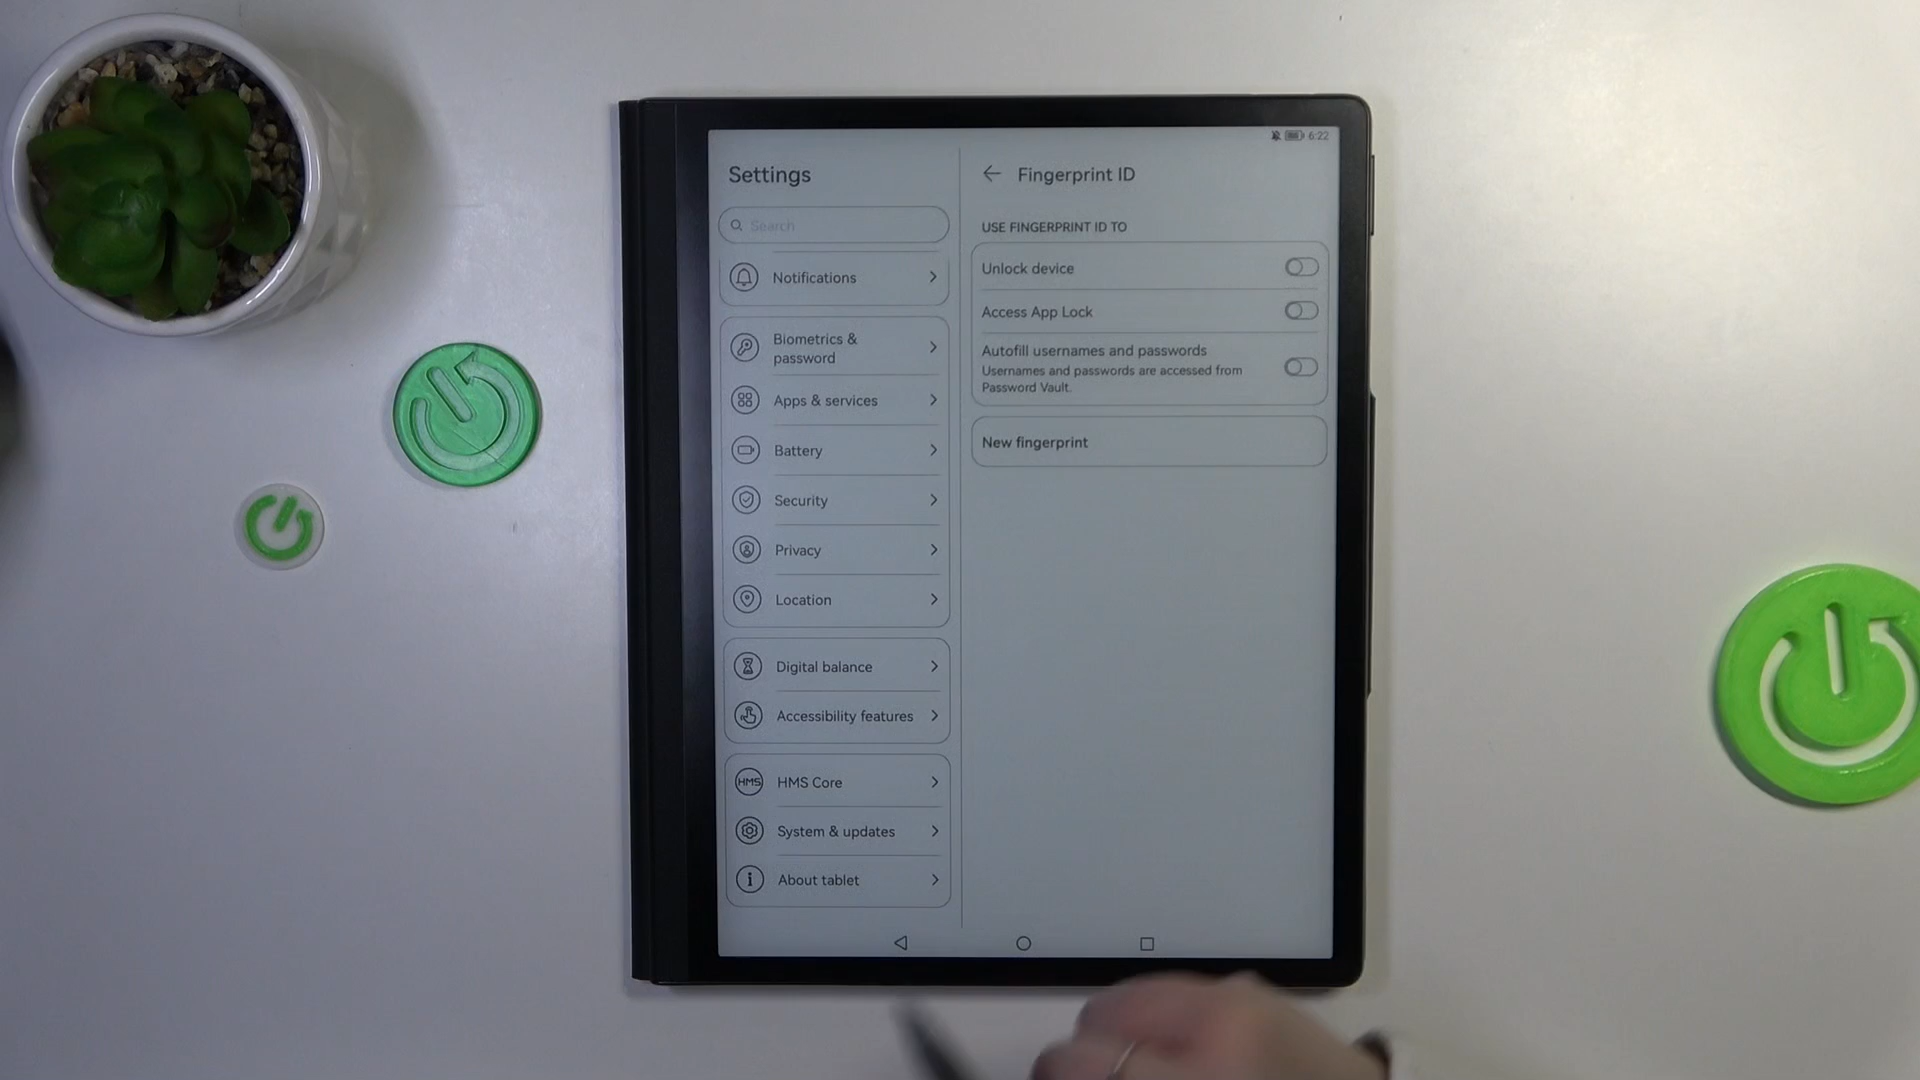 6:22
Settings
Search
Notifications
Biometrics &
password
Apps & services
Battery
Security
Privacy
Location
Digital balance
Accessibility features
HMS
HMS Core
System & updates
About tablet
Fingerprint ID
USE FINGERPRINT ID TO
Unlock device
Access App Lock
Autofill usernames and passwords
Usernames and passwords are accessed from
Password Vault.
New fingerprint